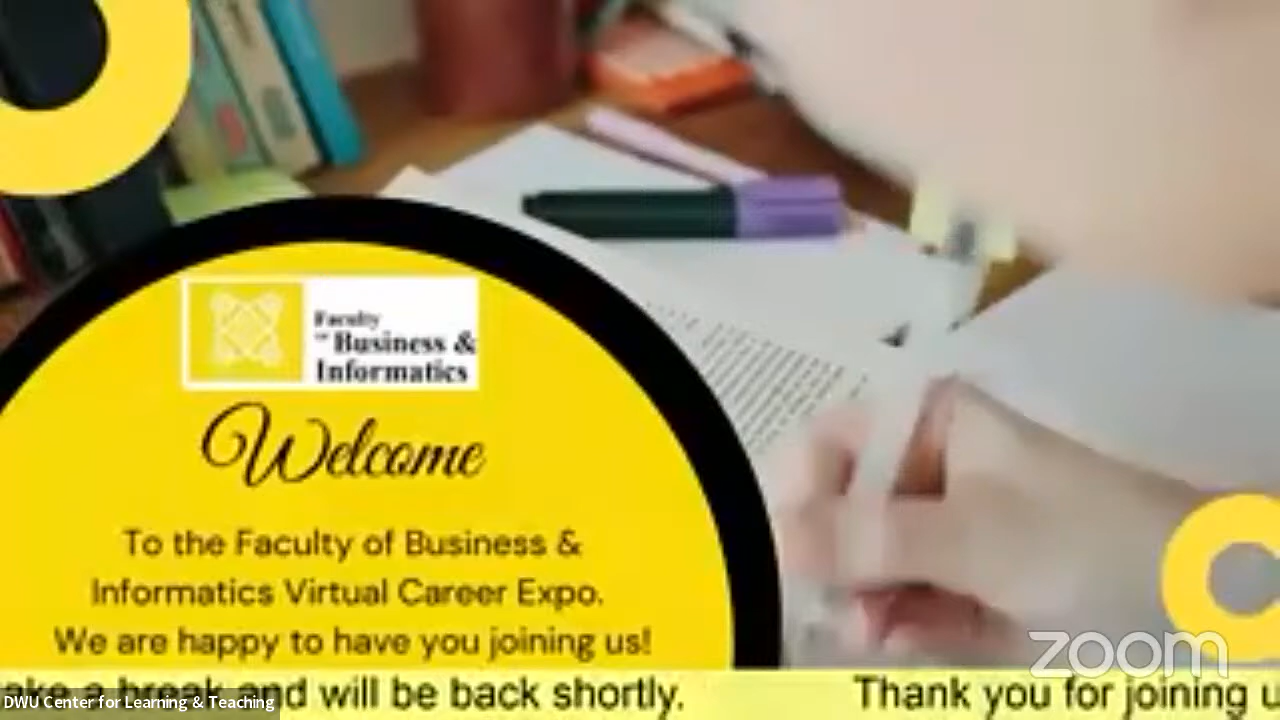 Faculty
OF Business &
Informatics
Welcome
To the Faculty of Business &
Informatics Virtual Career Expo.
We are happy to have you joining us!
zoom
a break and will be back shortly. Thank you for joining
DWU Center for Learning & Teaching